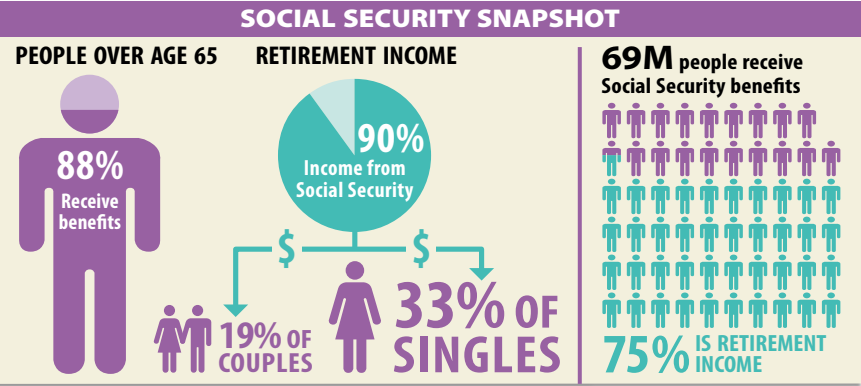 SOCIAL SECURITY SNAPSHOT
PEOPLE OVER AGE 65
88%
Receive
benefits
RETIREMENT INCOME
90%
Income from
Social Security
$
$
19% OF
COUPLES
33% OF
SINGLES
69M people receive
Social Security benefits
75% IS RETIREMENT
INCOME